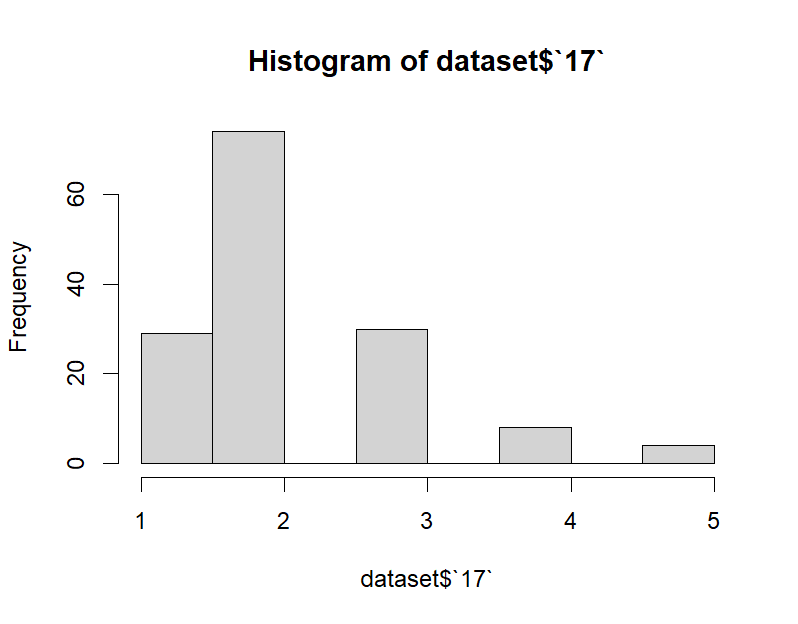 Histogram of dataset$`17`
Frequency
60
40
20
0
1 2 3 4 5
dataset$`17`